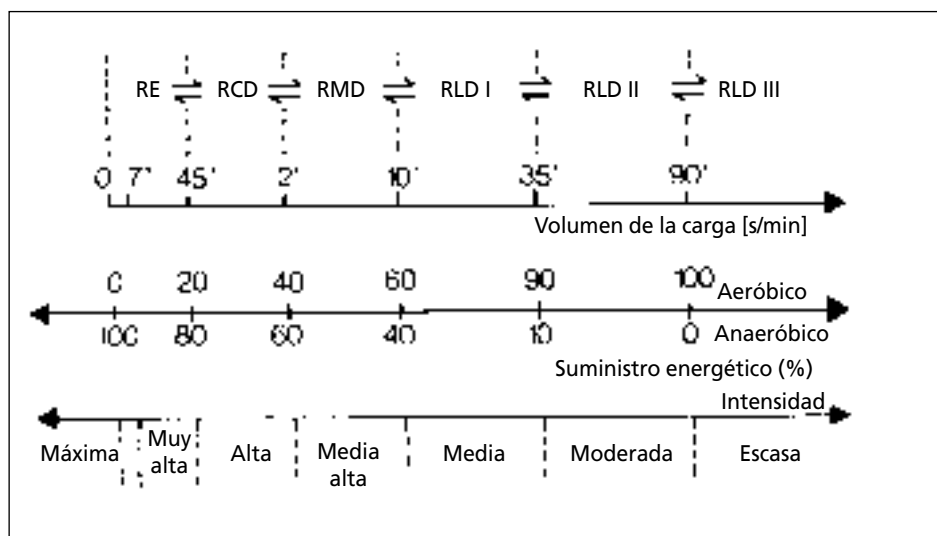 RE RCD RMD RLD I RLD II RLD III
0 7" 45' 2' 10' 35' 90'
Volumen de la carga [s/min]
0 20 40 60 90 100 Aeróbico
100 80 60 40 10 0 Anaeróbico
Suministro energético (%)
Intensidad
Máxima Muy alta Alta Media alta Media Moderada Escasa